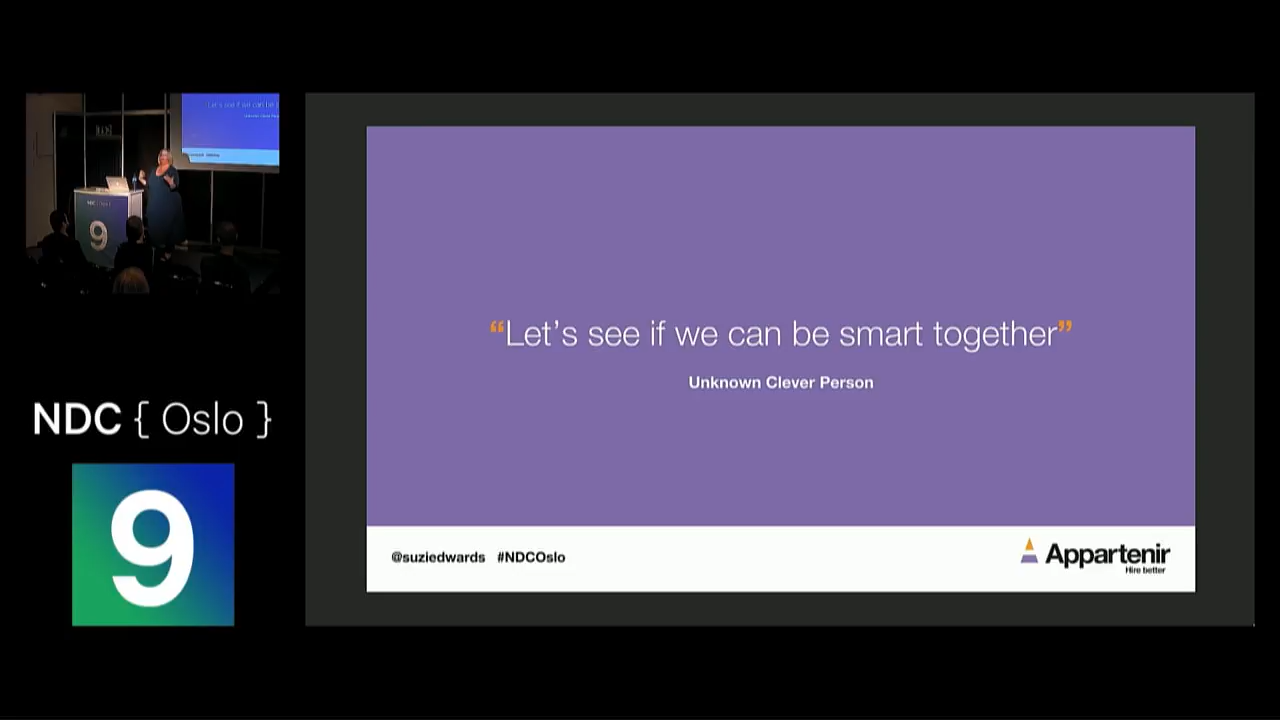 NDC { Oslo }
9
“Let’s see if we can be smart together”
Unknown Clever Person
@suziedwards #NDCOslo
Appartenir
Hire better